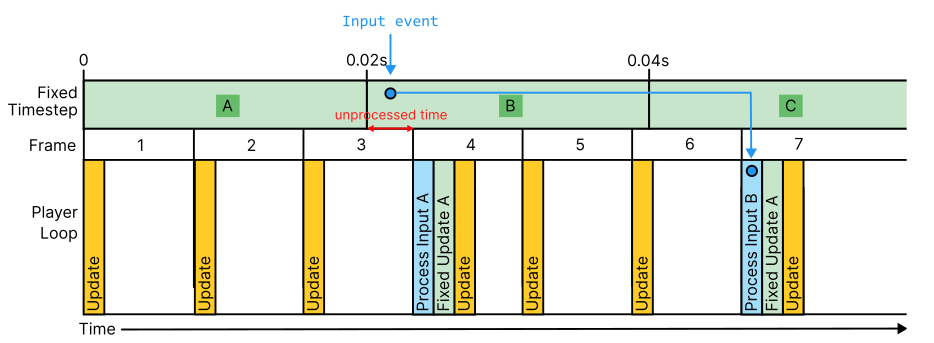 Input event
0
0.02s
0.04s
Fixed
Timestep
A
B
C
unprocessed time
Frame
1
2
3
4
5
6
7
Player
Loop
Update
Update
Update
Process Input A
Fixed Update A
Update
Update
Update
Process Input B
Fixed Update A
Update
Time